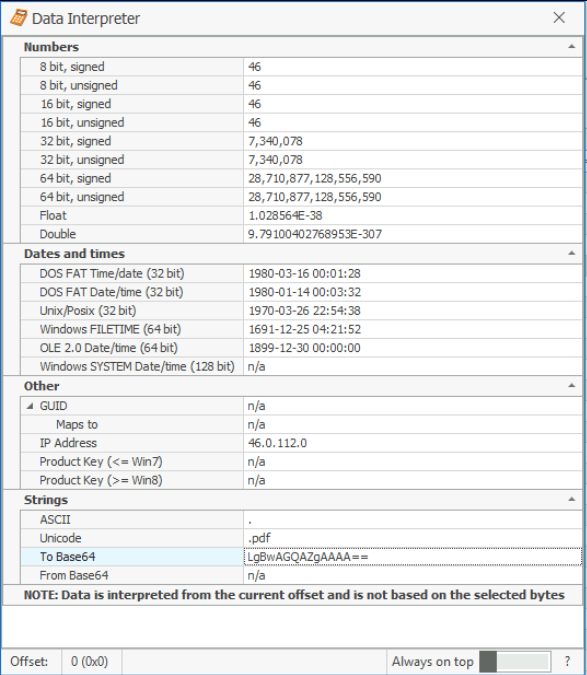 Data Interpreter
Numbers
8 bit, signed 46
8 bit, unsigned 46
16 bit, signed 46
16 bit, unsigned 46
32 bit, signed 7,340,078
32 bit, unsigned 7,340,078
64 bit, signed 28,710,877,128,556,590
64 bit, unsigned 28,710,877,128,556,590
Float 1.028564E-38
Double 9.79100402768953E-307
Dates and times
DOS FAT Time/date (32 bit) 1980-03-16 00:01:28
DOS FAT Date/time (32 bit) 1980-01-14 00:03:32
Unix/Posix (32 bit) 1970-03-26 22:54:38
Windows FILETIME (64 bit) 1691-12-25 04:21:52
OLE 2.0 Date/time (64 bit) 1899-12-30 00:00:00
Windows SYSTEM Date/time (128 bit) n/a
Other
GUID n/a
Maps to n/a
IP Address 46.0.112.0
Product Key (<= Win7) n/a
Product Key (>= Win8) n/a
Strings
ASCII .
Unicode .pdf
To Base64 LgBwAGQAZgAAAA==
From Base64 n/a
NOTE: Data is interpreted from the current offset and is not based on the selected bytes
Offset: 0 (0x0) Always on top ?